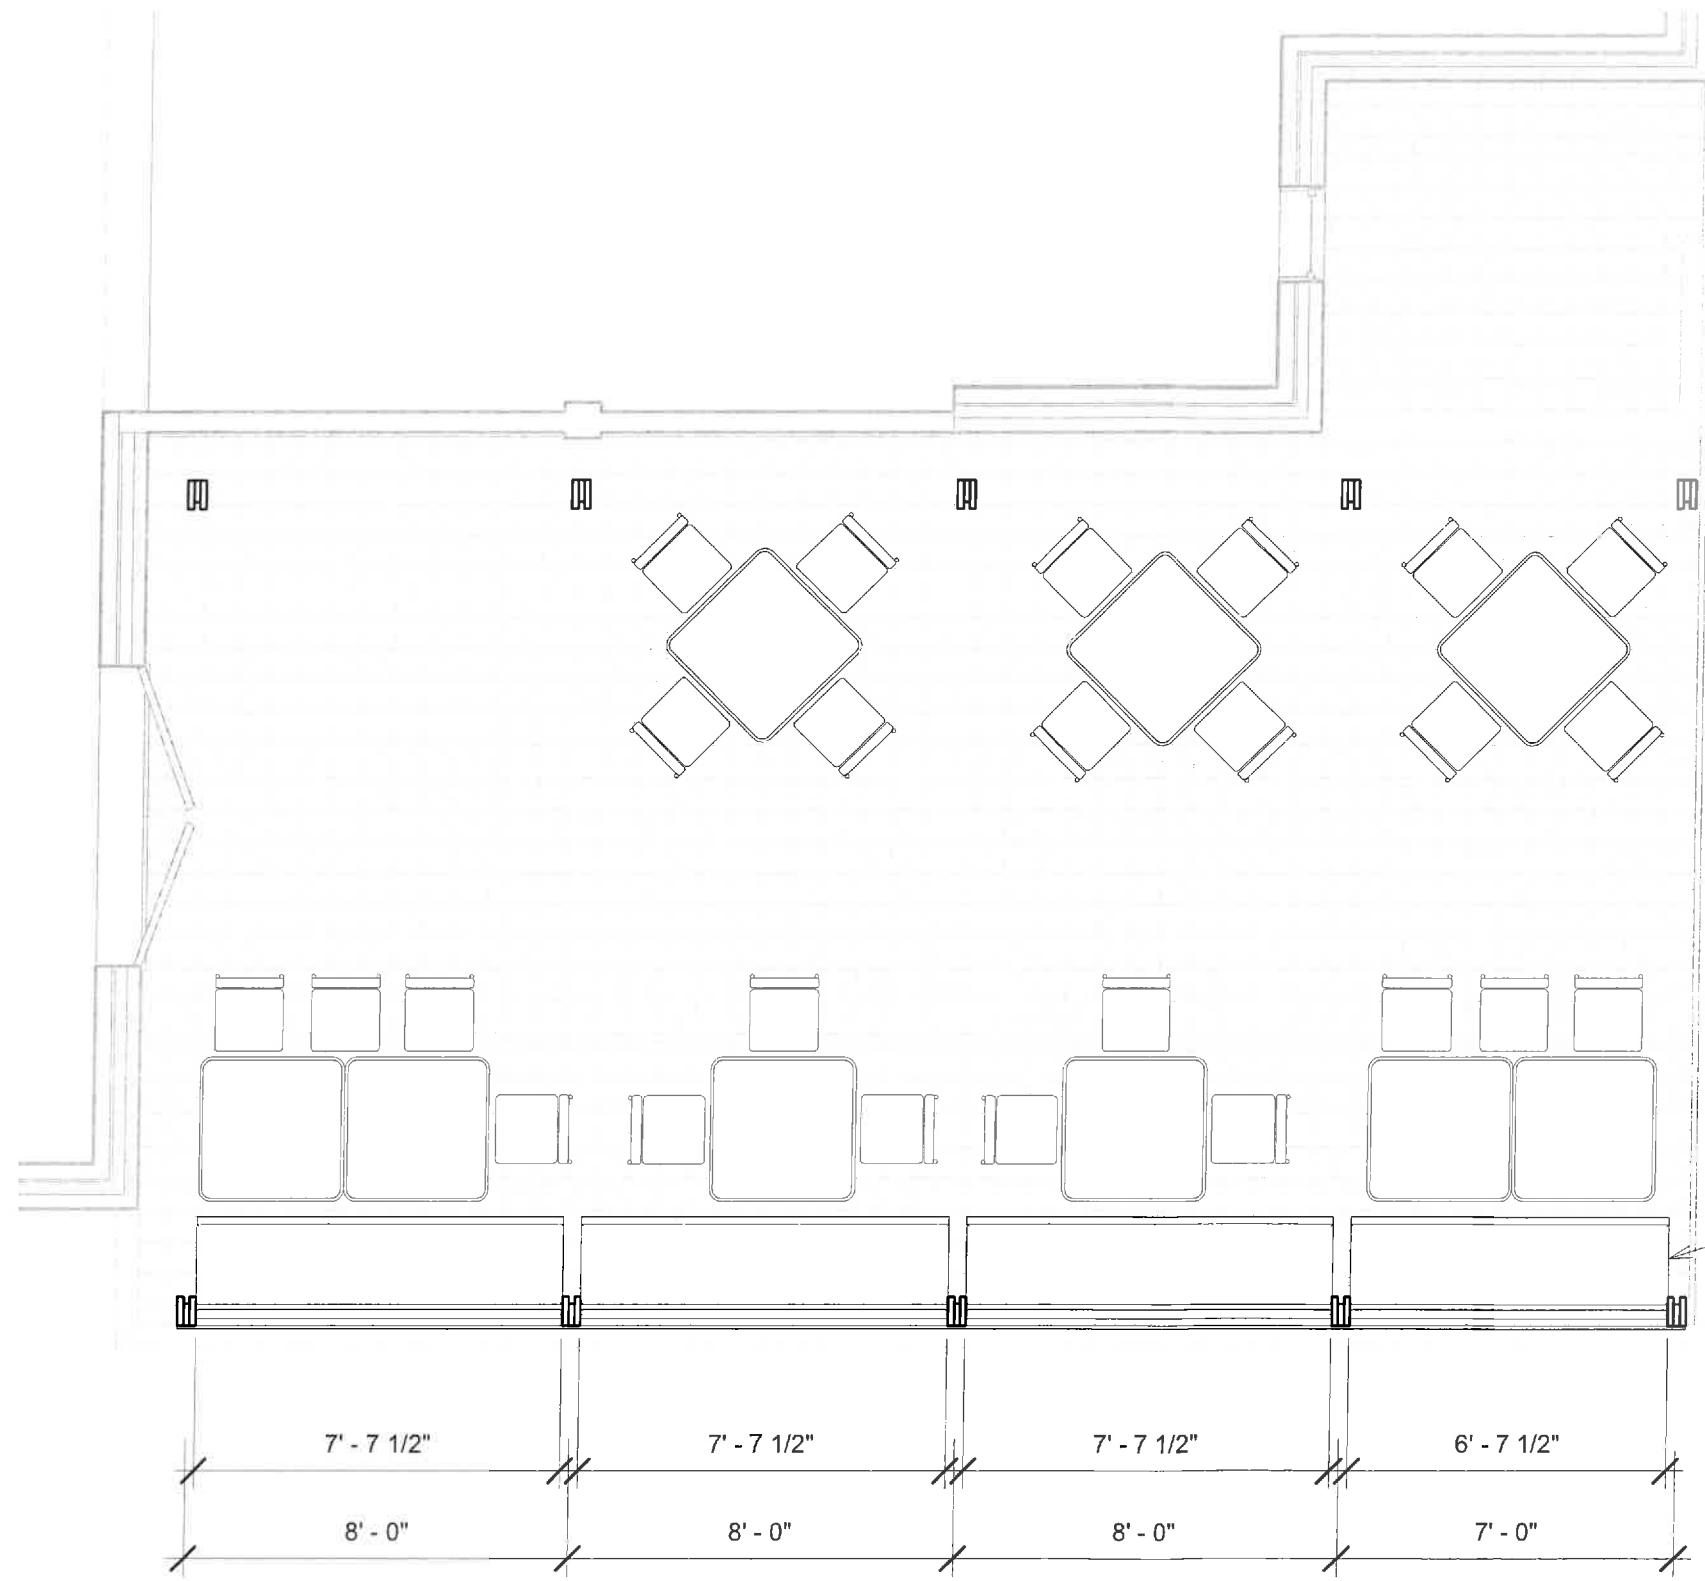 7' - 7 1/2" 7' - 7 1/2" 7' - 7 1/2" 6' - 7 1/2"
8' - 0" 8' - 0" 8' - 0" 7' - 0"